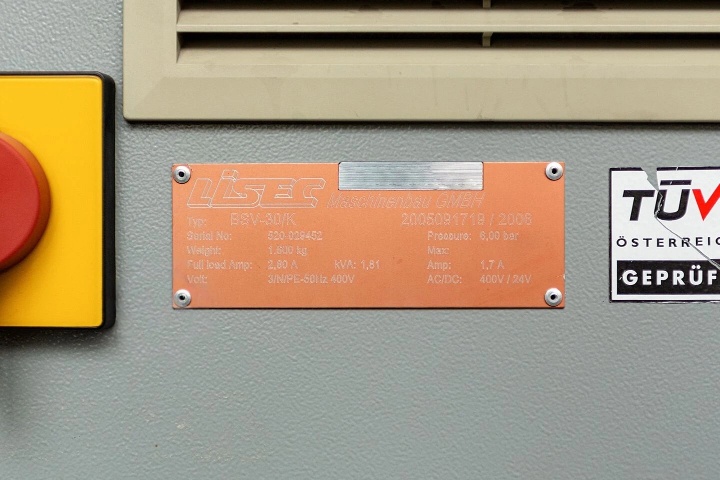 LiSEC Maschinenbau GMBH
Typ: BSV-30/K 2005091719 / 2006
Serial No: 520-029452 Pressure: 6,00 bar
Weight: 1.600 kg Max:
Full load Amp: 2,60 A kVA: 1,81 Amp: 1,7 A
Volt: 3/N/PE-50Hz 400V AC/DC: 400V / 24V
TÜV
ÖSTERREIC
GEPRÜF